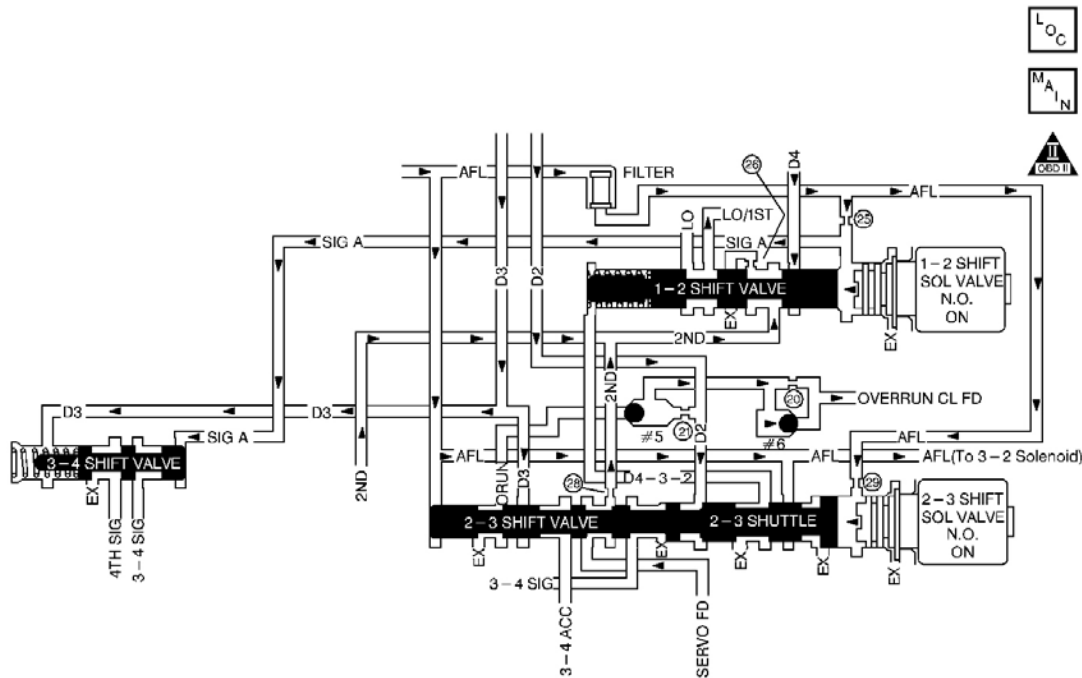 LOC
MAIN
II
OBD II
AFL
FILTER
26
D4
AFL
LO
LO/1ST
25
SIG A
SIG A
D3
D2
1-2 SHIFT VALVE
1-2 SHIFT
SOL VALVE
N.O.
ON
EX
EX
2ND
2ND
20
OVERRUN CL FD
D3
D3
#5
21
D2
#6
SIG A
AFL
3-4 SHIFT VALVE
2ND
AFL
ORUN
D3
28
D4-3-2
AFL
AFL(To 3-2 Solenoid)
29
EX
4TH SIG
3-4 SIG
2-3 SHIFT VALVE
2-3 SHUTTLE
2-3 SHIFT
SOL VALVE
N.O.
ON
EX
EX
EX
EX
EX
3-4 SIG
3-4 ACC
SERVO FD